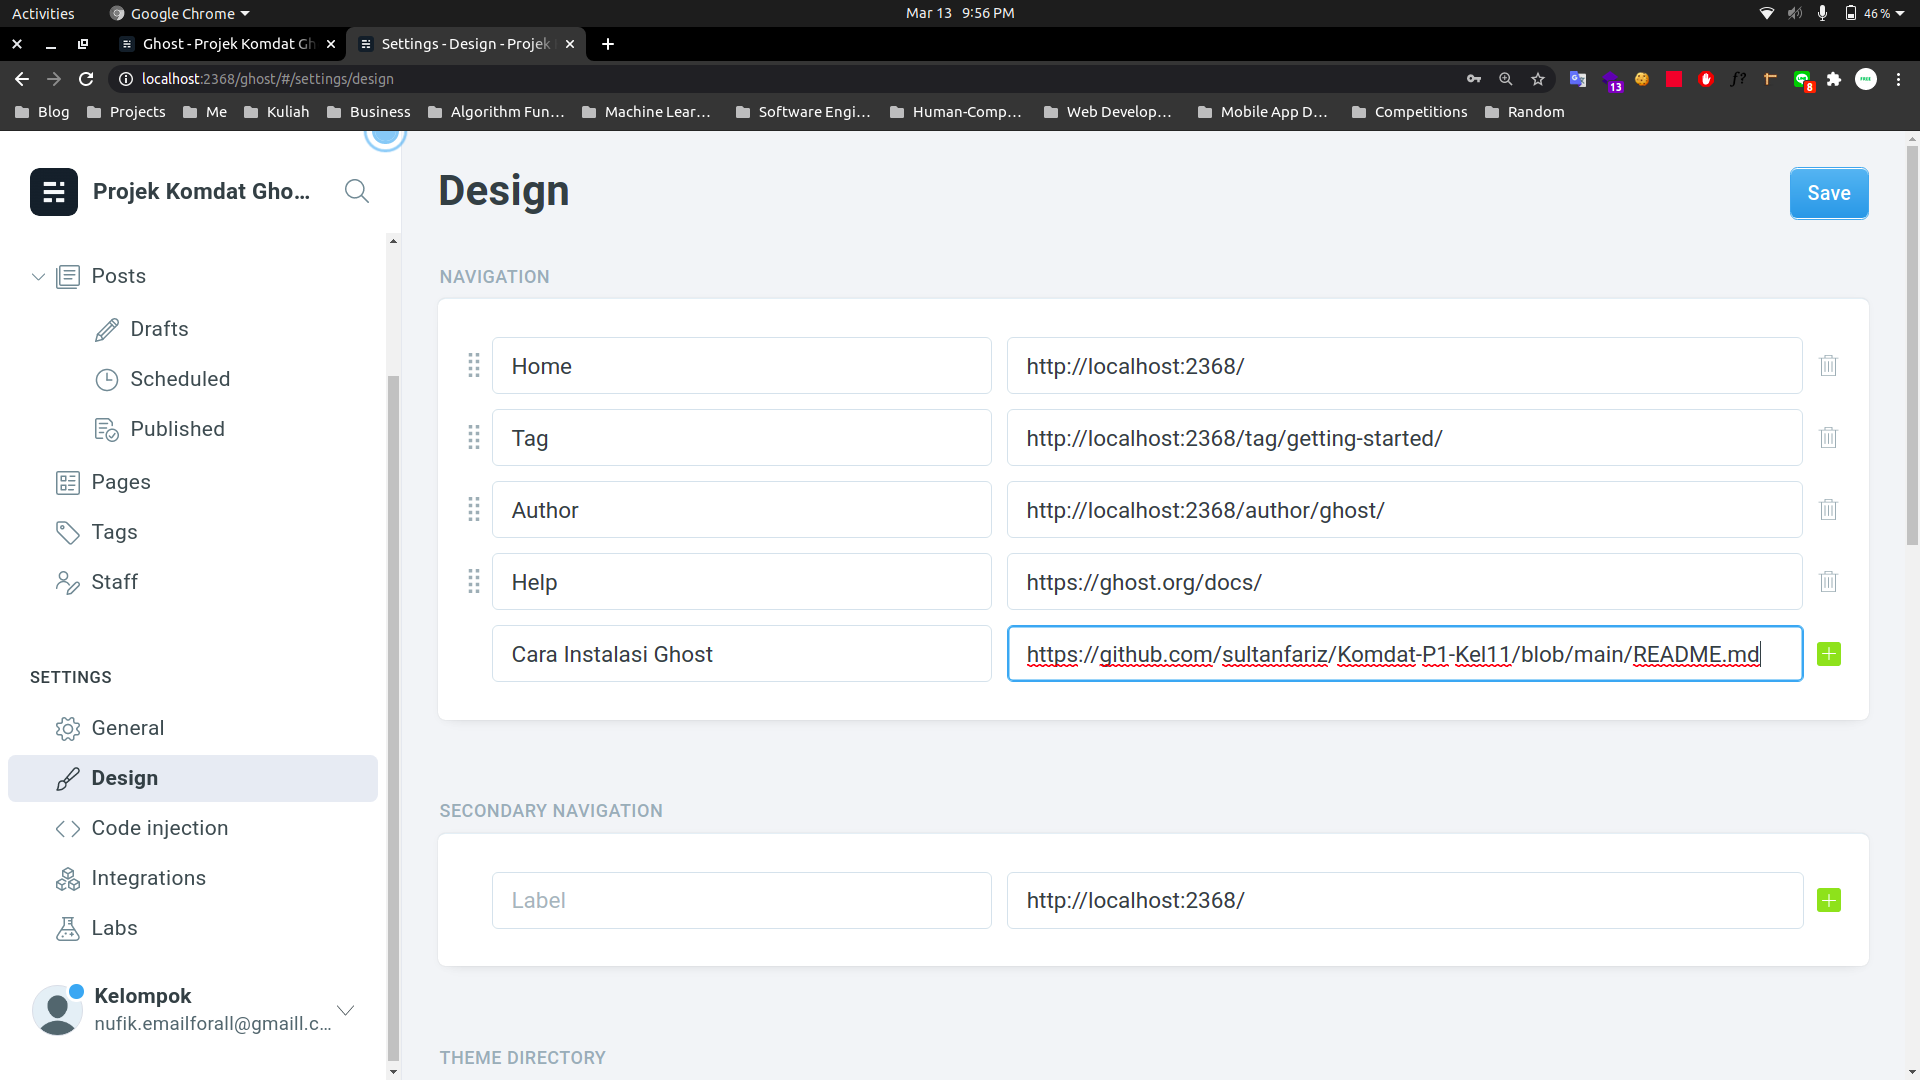 Activities Google Chrome Mar 13 9:56 PM 46 %
Ghost - Projek Komdat Gh Settings - Design - Projek
localhost:2368/ghost/#/settings/design 13 f? FREE 8
Blog Projects Me Kuliah Business Algorithm Fun... Machine Lear... Software Engi... Human-Comp... Web Develop... Mobile App D... Competitions Random
Projek Komdat Gho...
Posts
Drafts
Scheduled
Published
Pages
Tags
Staff
SETTINGS
General
Design
Code injection
Integrations
Labs
Kelompok
nufik.emailforall@gmaill.c...
Design
Save
NAVIGATION
Home http://localhost:2368/
Tag http://localhost:2368/tag/getting-started/
Author http://localhost:2368/author/ghost/
Help https://ghost.org/docs/
Cara Instalasi Ghost https://github.com/sultanfariz/Komdat-P1-Kel11/blob/main/README.md
SECONDARY NAVIGATION
Label http://localhost:2368/
THEME DIRECTORY